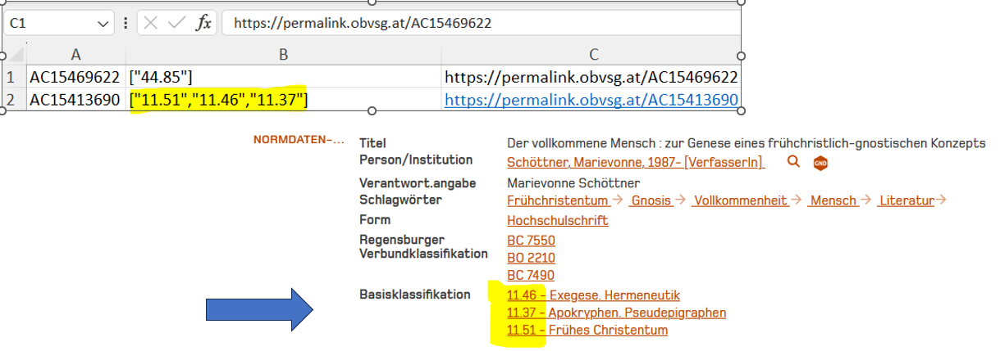 C1 fx https://permalink.obvsg.at/AC15469622
A B C
1 AC15469622 ["44.85"] https://permalink.obvsg.at/AC15469622
2 AC15413690 ["11.51","11.46","11.37"] https://permalink.obvsg.at/AC15413690
NORMDATEN-...
Titel Der vollkommene Mensch : zur Genese eines frühchristlich-gnostischen Konzepts
Person/Institution Schöttner, Marievonne, 1987- [VerfasserIn] GND
Verantwort.angabe Marievonne Schöttner
Schlagwörter Frühchristentum → Gnosis → Vollkommenheit → Mensch → Literatur →
Form Hochschulschrift
Regensburger BC 7550
Verbundklassifikation BO 2210
BC 7490
Basisklassifikation 11.46 - Exegese. Hermeneutik
11.37 - Apokryphen. Pseudepigraphen
11.51 - Frühes Christentum